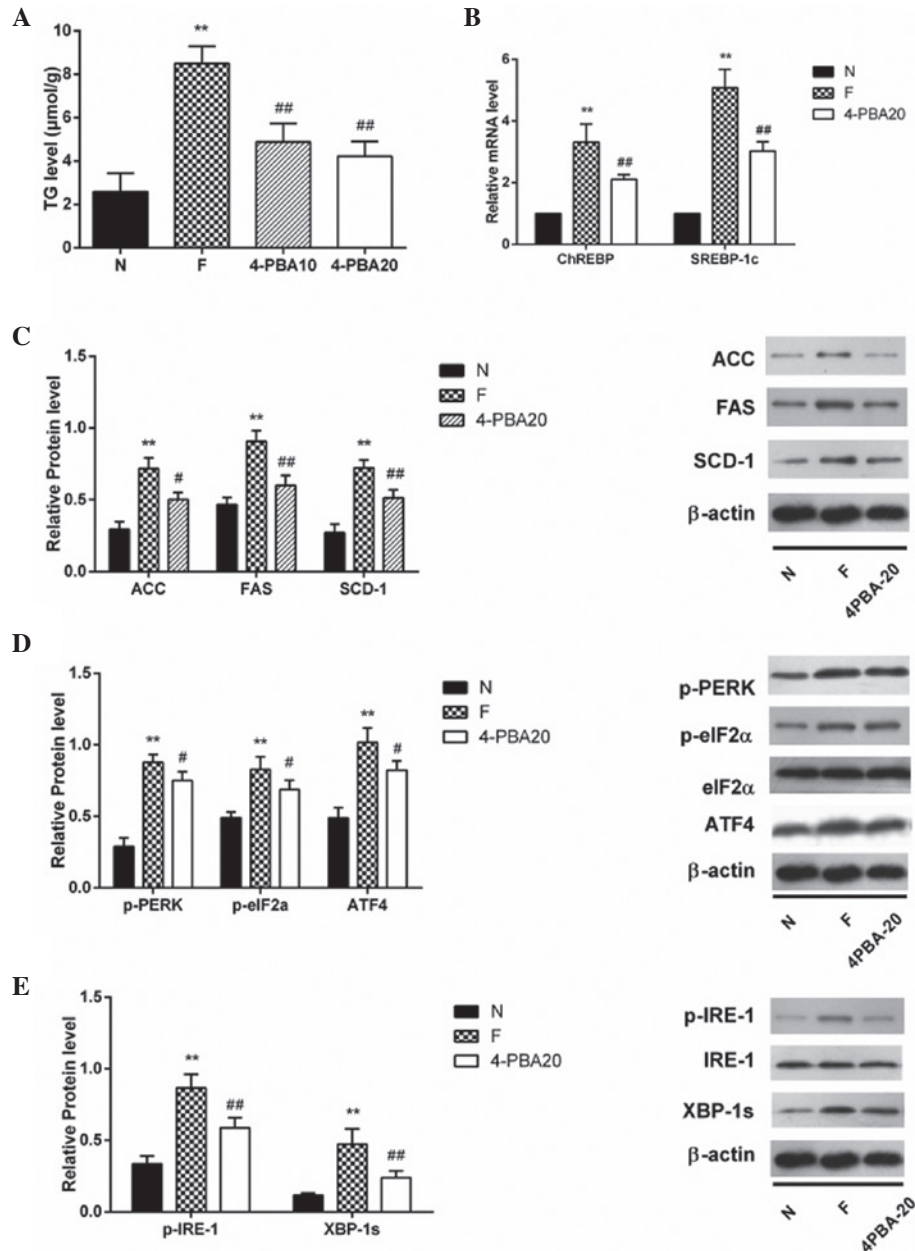 A
TG level (µmol/g)
10
8
6
4
2
0
**
##
##
N F 4-PBA10 4-PBA20
B
Relative mRNA level
6
4
2
0
**
##
**
##
ChREBP SREBP-1c
N
F
4-PBA20
C
Relative Protein level
1.5
1.0
0.5
0.0
**
#
**
##
**
##
ACC FAS SCD-1
N
F
4-PBA20
ACC
FAS
SCD-1
β-actin
N F 4PBA-20
D
Relative Protein level
1.5
1.0
0.5
0.0
**
#
**
#
**
#
p-PERK p-eIF2a ATF4
N
F
4-PBA20
p-PERK
p-eIF2α
eIF2α
ATF4
β-actin
N F 4PBA-20
E
Relative Protein level
1.5
1.0
0.5
0.0
**
##
**
##
p-IRE-1 XBP-1s
N
F
4-PBA20
p-IRE-1
IRE-1
XBP-1s
β-actin
N F 4PBA-20